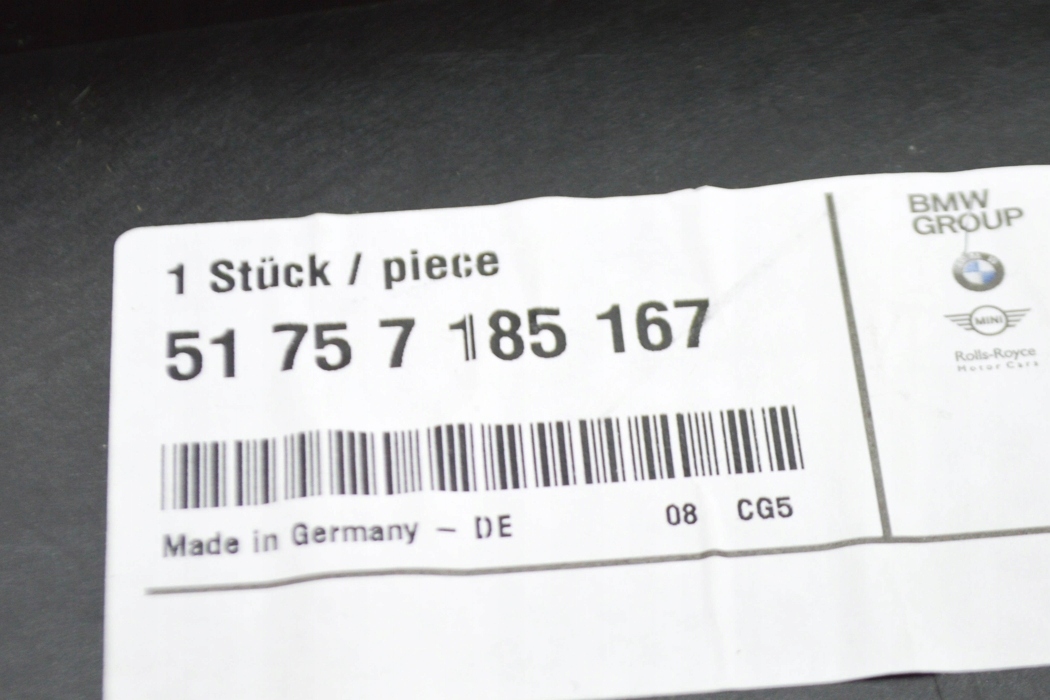 1 Stück / piece
51 75 7 185 167
Made in Germany - DE
08 CG5
BMW
GROUP
MINI
Rolls-Royce
Motor Cars